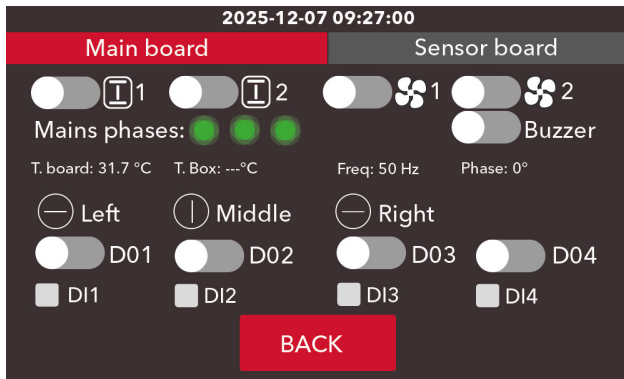 2025-12-07 09:27:00
Main board Sensor board
1 2 1 2
Mains phases: Buzzer
T. board: 31.7 °C T. Box: ---°C Freq: 50 Hz Phase: 0°
Left Middle Right
D01 D02 D03 D04
DI1 DI2 DI3 DI4
BACK